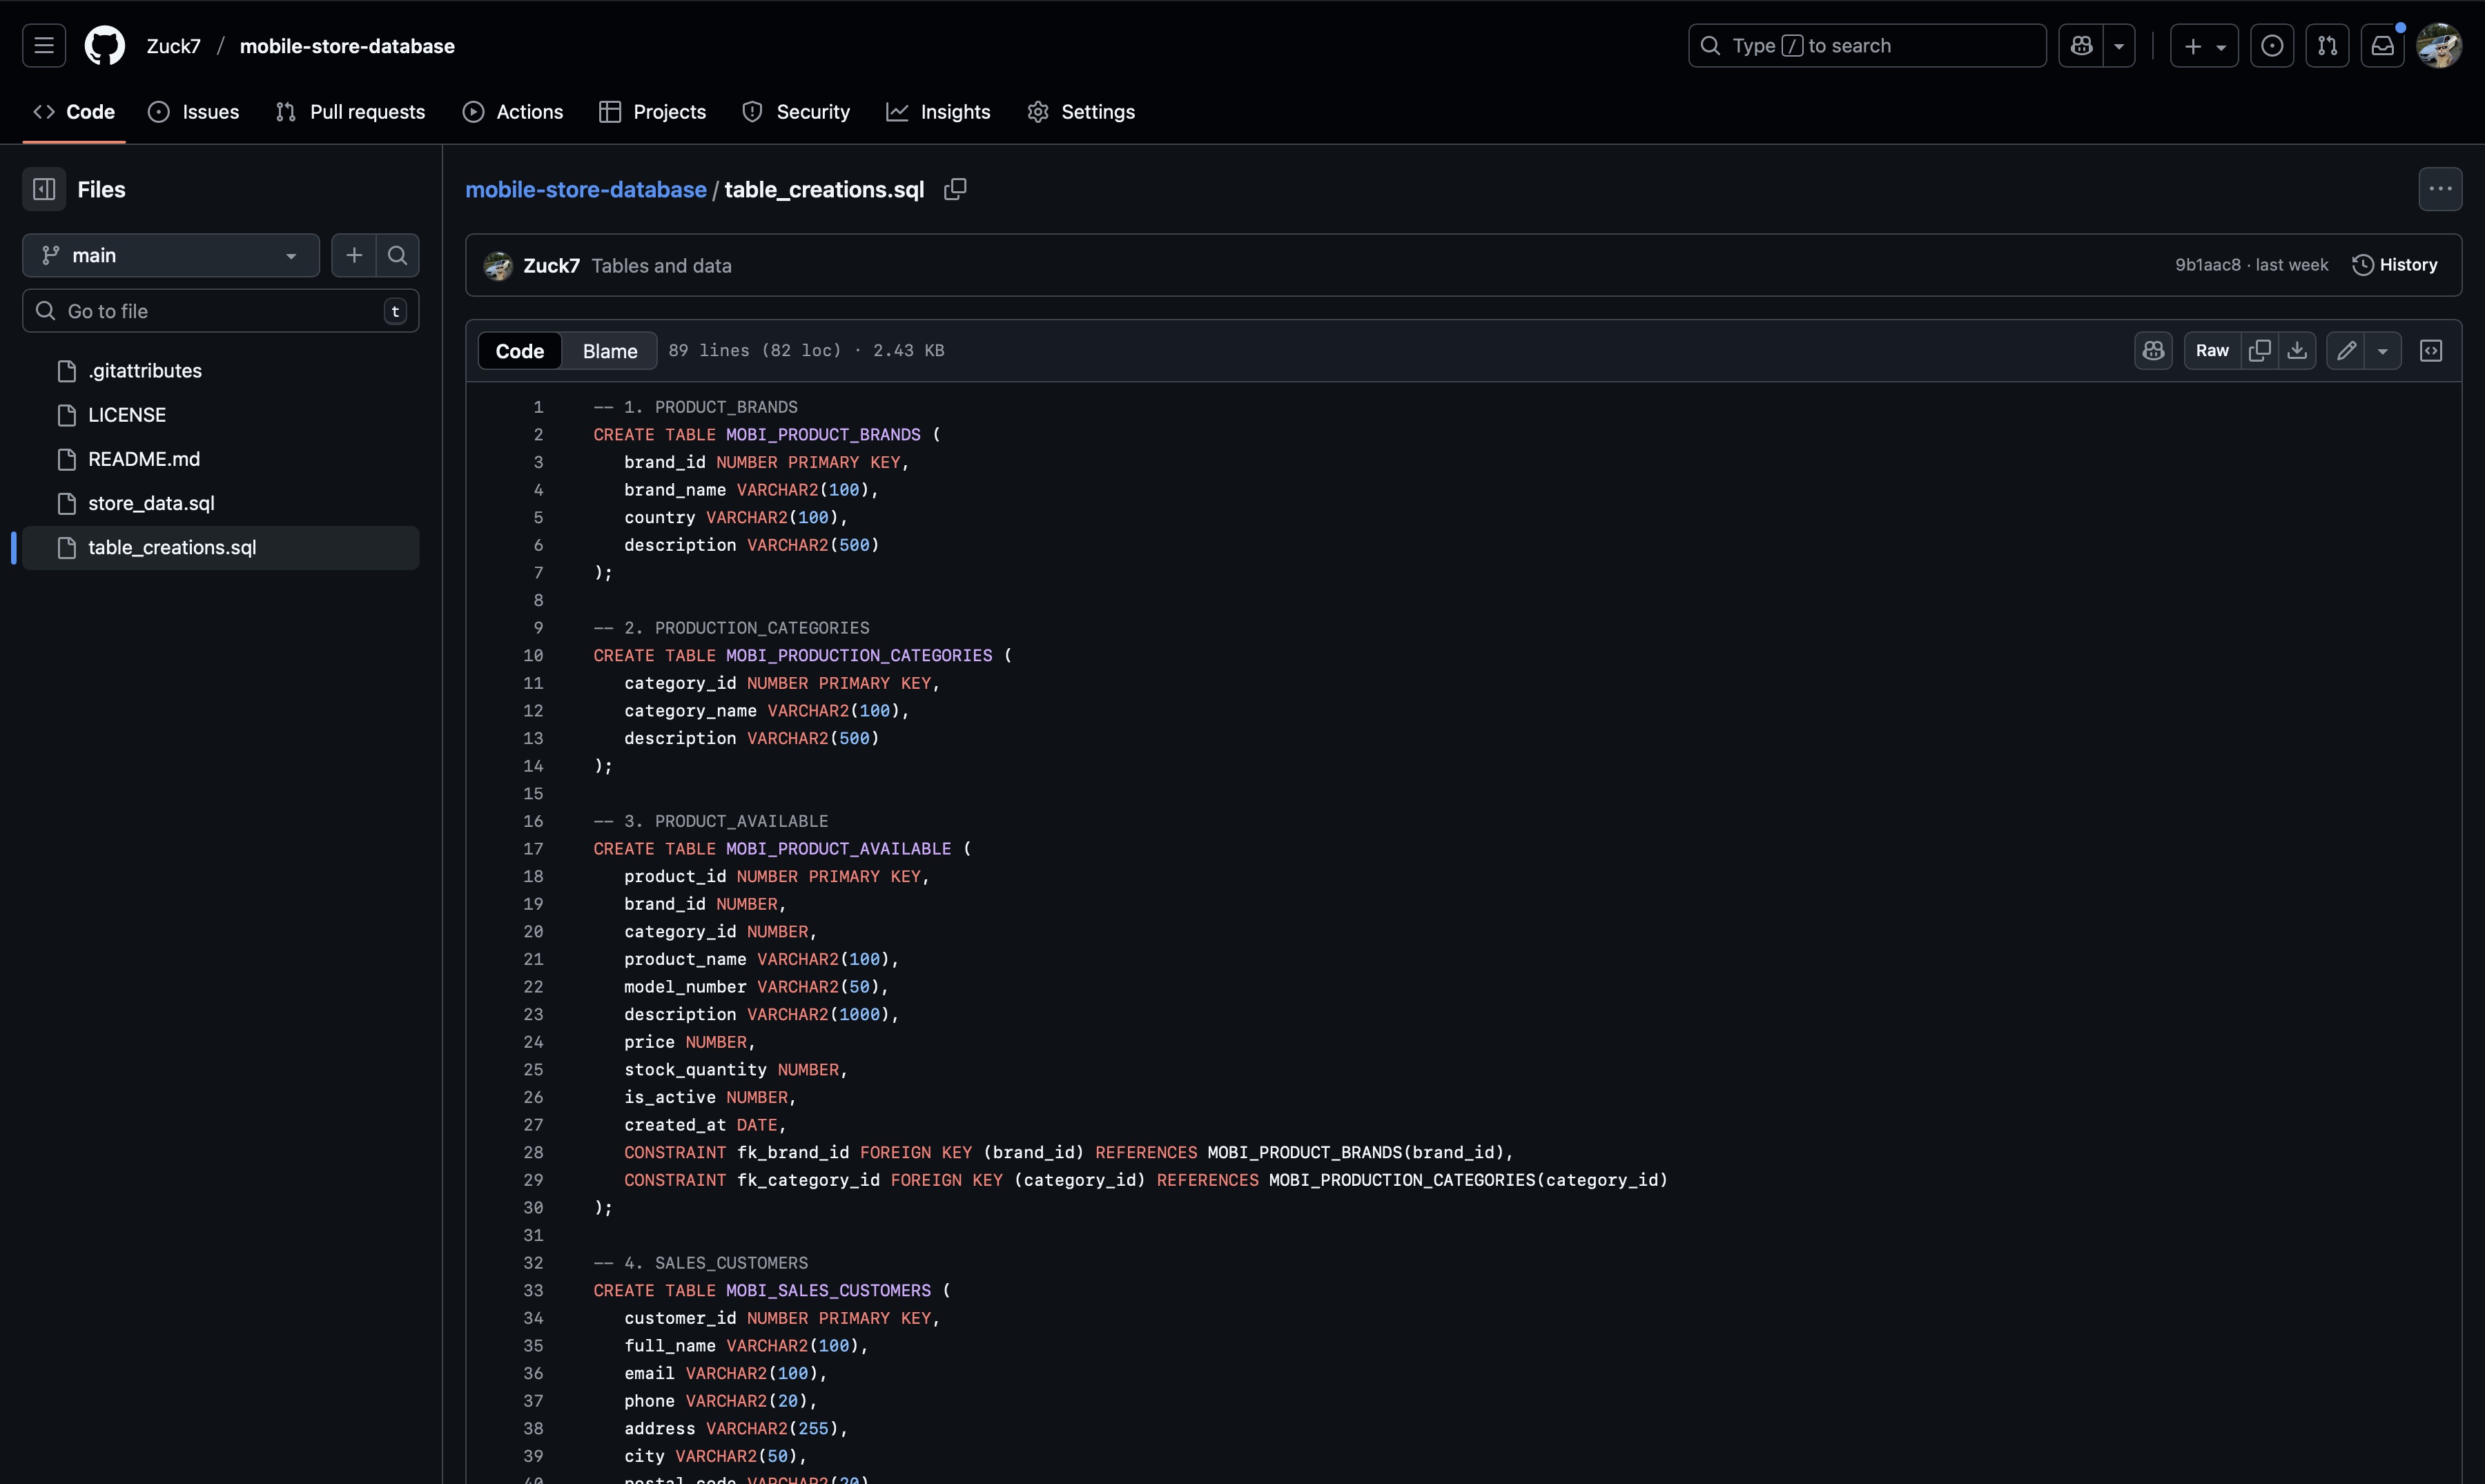 Zuck7 / mobile-store-database
Type / to search
Code Issues Pull requests Actions Projects Security Insights Settings
Files
main
Go to file t
.gitattributes
LICENSE
README.md
store_data.sql
table_creations.sql
mobile-store-database / table_creations.sql
Zuck7 Tables and data 9b1aac8 · last week History
Code Blame 89 lines (82 loc) · 2.43 KB Raw
1 -- 1. PRODUCT_BRANDS
2 CREATE TABLE MOBI_PRODUCT_BRANDS (
3 brand_id NUMBER PRIMARY KEY,
4 brand_name VARCHAR2(100),
5 country VARCHAR2(100),
6 description VARCHAR2(500)
7 );
8
9 -- 2. PRODUCTION_CATEGORIES
10 CREATE TABLE MOBI_PRODUCTION_CATEGORIES (
11 category_id NUMBER PRIMARY KEY,
12 category_name VARCHAR2(100),
13 description VARCHAR2(500)
14 );
15
16 -- 3. PRODUCT_AVAILABLE
17 CREATE TABLE MOBI_PRODUCT_AVAILABLE (
18 product_id NUMBER PRIMARY KEY,
19 brand_id NUMBER,
20 category_id NUMBER,
21 product_name VARCHAR2(100),
22 model_number VARCHAR2(50),
23 description VARCHAR2(1000),
24 price NUMBER,
25 stock_quantity NUMBER,
26 is_active NUMBER,
27 created_at DATE,
28 CONSTRAINT fk_brand_id FOREIGN KEY (brand_id) REFERENCES MOBI_PRODUCT_BRANDS(brand_id),
29 CONSTRAINT fk_category_id FOREIGN KEY (category_id) REFERENCES MOBI_PRODUCTION_CATEGORIES(category_id)
30 );
31
32 -- 4. SALES_CUSTOMERS
33 CREATE TABLE MOBI_SALES_CUSTOMERS (
34 customer_id NUMBER PRIMARY KEY,
35 full_name VARCHAR2(100),
36 email VARCHAR2(100),
37 phone VARCHAR2(20),
38 address VARCHAR2(255),
39 city VARCHAR2(50),
40 postal_code VARCHAR2(20)